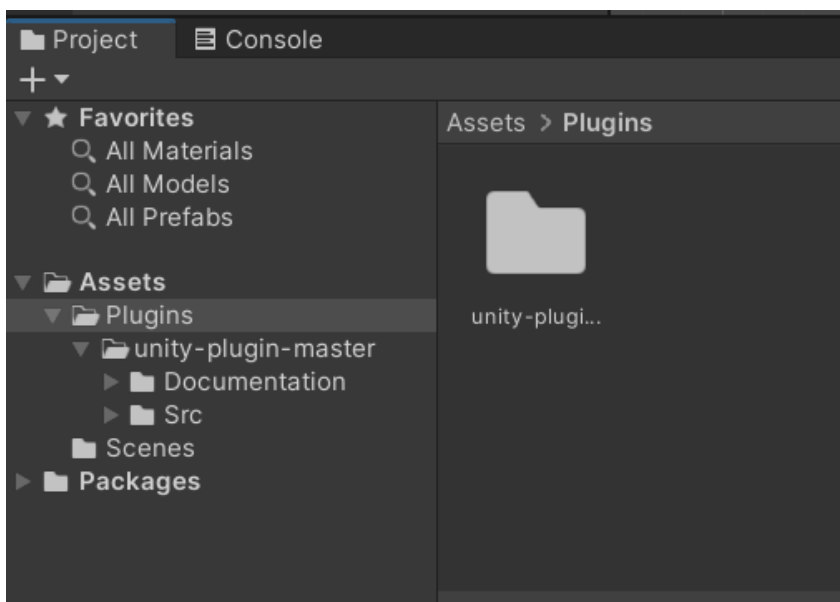 Project
Console
Favorites
All Materials
All Models
All Prefabs
Assets
Plugins
unity-plugin-master
Documentation
Src
Scenes
Packages
Assets > Plugins
unity-plugi...